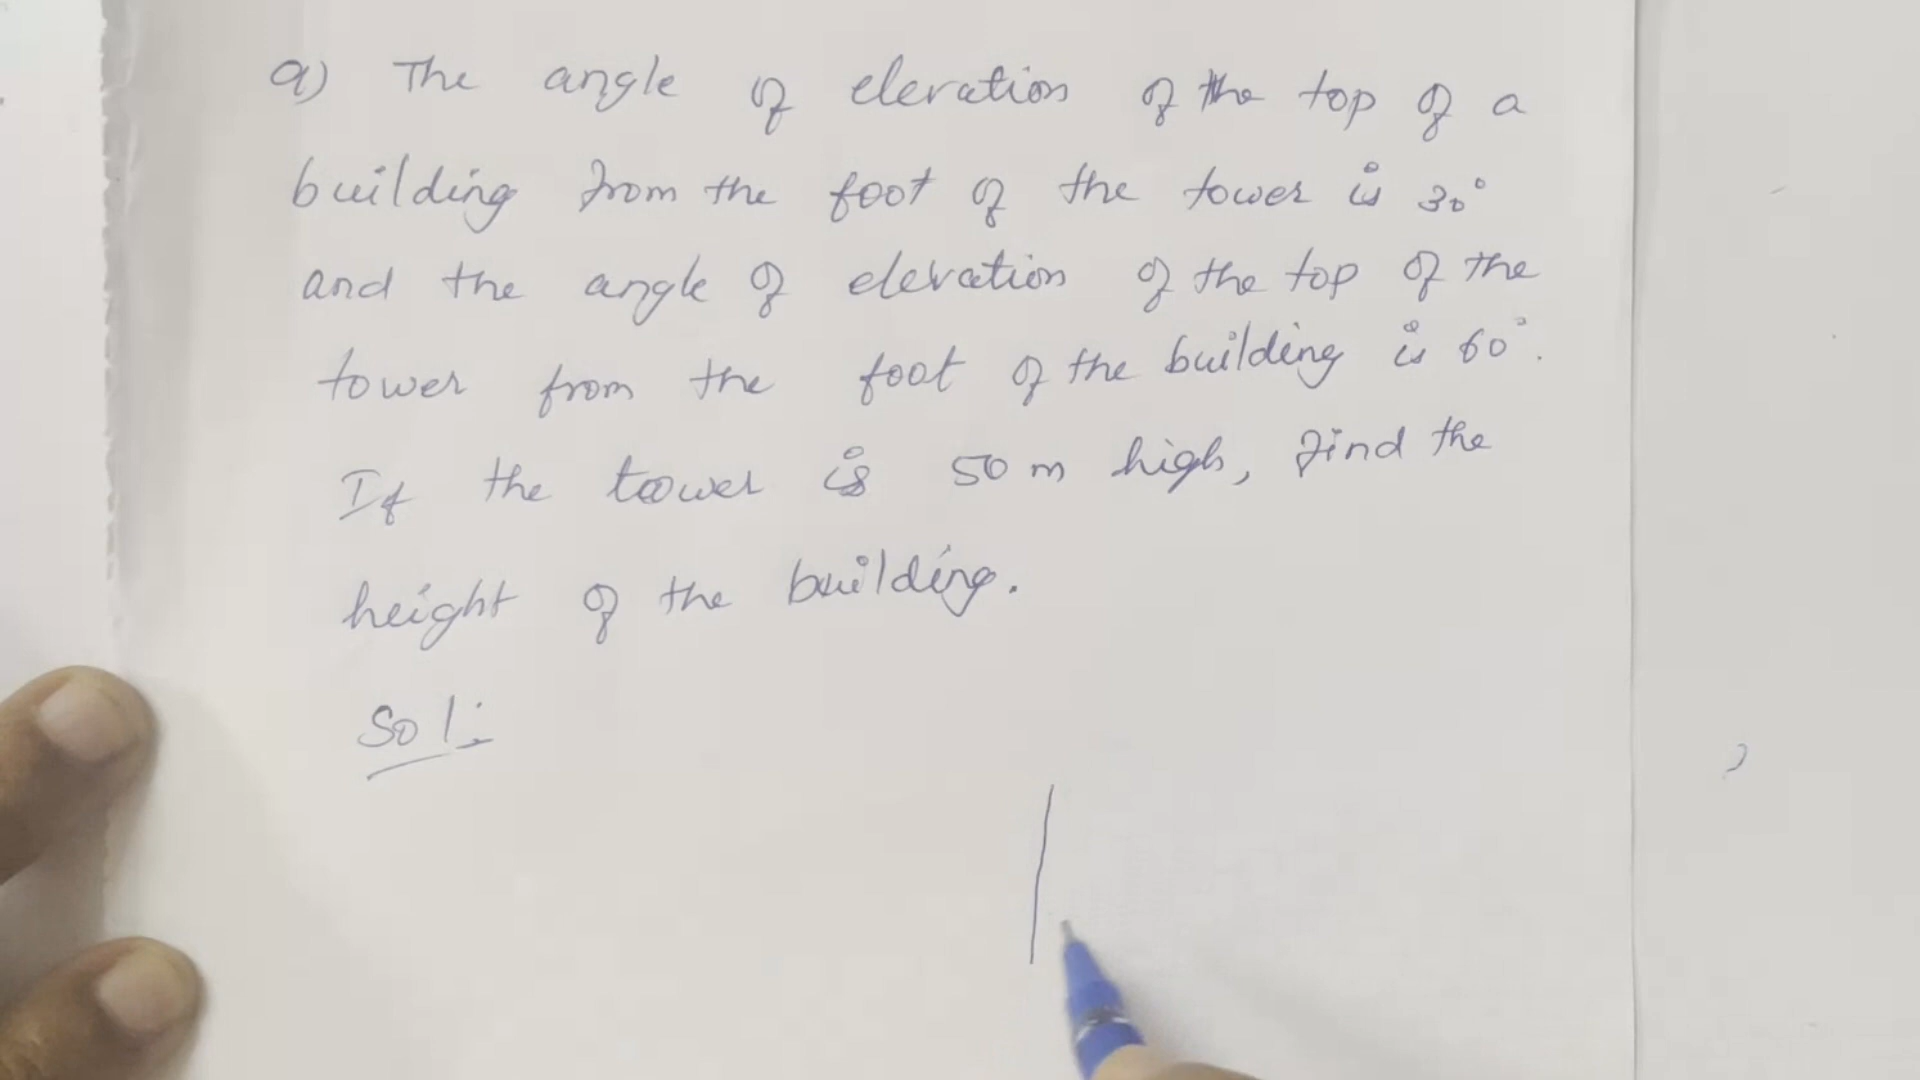 Q) The angle of elevation of the top of a
building from the foot of the tower is 30°
and the angle of elevation of the top of the
tower from the foot of the building is 60°.
If the tower is 50 m high, find the
height of the building.
Sol: